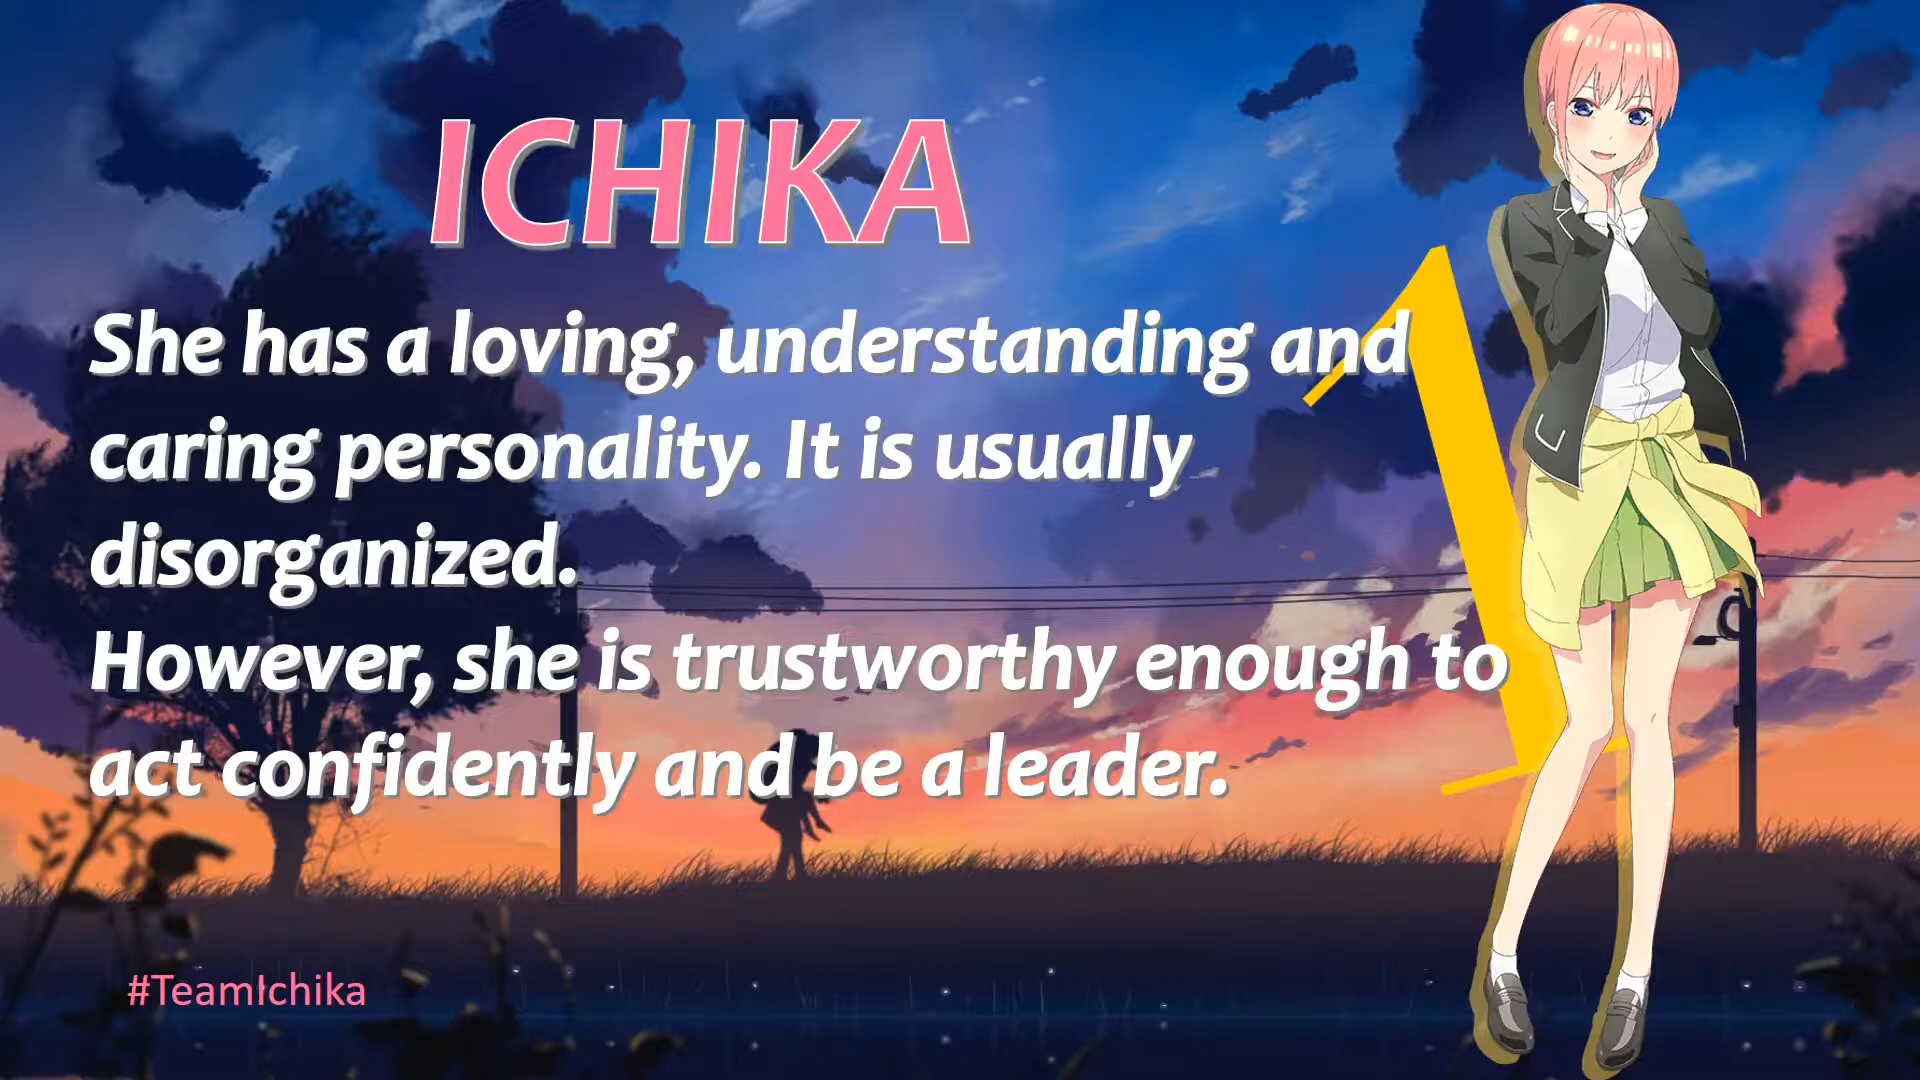 ICHIKA
She has a loving, understanding and
caring personality. It is usually
disorganized.
However, she is trustworthy enough to
act confidently and be a leader.
1
#TeamIchika